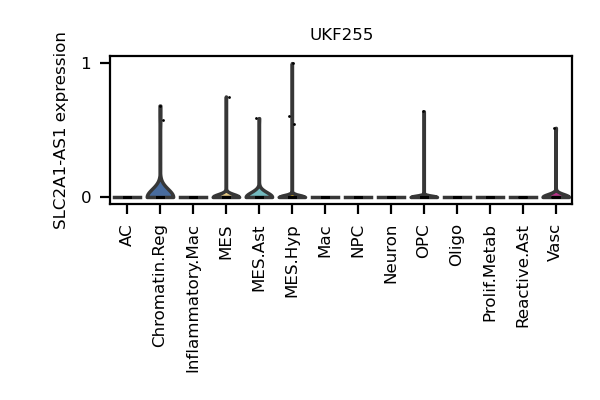 UKF255
SLC2A1-AS1 expression
1
0
AC
Chromatin.Reg
Inflammatory.Mac
MES
MES.Ast
MES.Hyp
Mac
NPC
Neuron
OPC
Oligo
Prolif.Metab
Reactive.Ast
Vasc